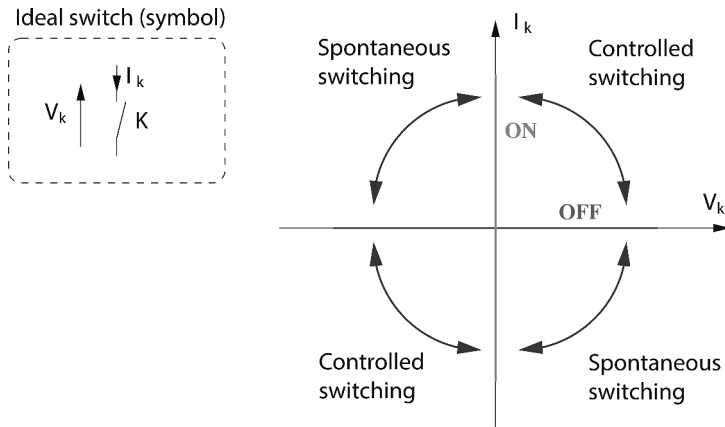 Ideal switch (symbol)
I k
V k
K
I k
Spontaneous
switching
Controlled
switching
ON
OFF
V k
Controlled
switching
Spontaneous
switching